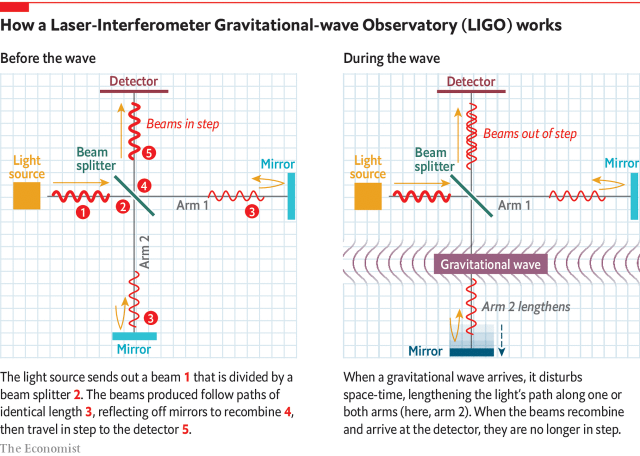 How a Laser-Interferometer Gravitational-wave Observatory (LIGO) works
Before the wave
Detector
Beams in step
5
Beam
splitter
Light
source
4
Mirror
1
2
Arm 1
3
Arm 2
3
Mirror
The light source sends out a beam 1 that is divided by a
beam splitter 2. The beams produced follow paths of
identical length 3, reflecting off mirrors to recombine 4,
then travel in step to the detector 5.
During the wave
Detector
Beams out of step
Beam
splitter
Light
source
Mirror
Arm 1
Gravitational wave
Arm 2 lengthens
Mirror
When a gravitational wave arrives, it disturbs
space-time, lengthening the light's path along one or
both arms (here, arm 2). When the beams recombine
and arrive at the detector, they are no longer in step.
The Economist